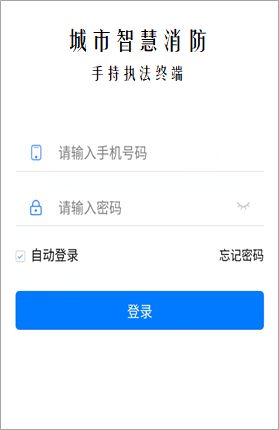 城市智慧消防
手持执法终端
请输入手机号码
请输入密码
自动登录 忘记密码
登录